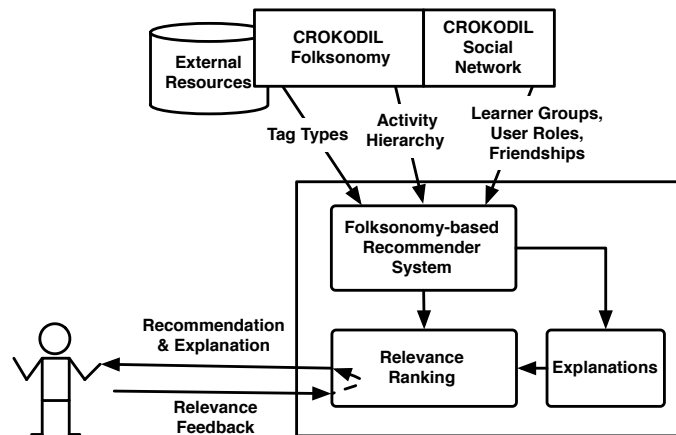 External
Resources
CROKODIL
Folksonomy
CROKODIL
Social
Network
Tag Types
Activity
Hierarchy
Learner Groups,
User Roles,
Friendships
Folksonomy-based
Recommender
System
Recommendation
& Explanation
Relevance
Ranking
Explanations
Relevance
Feedback